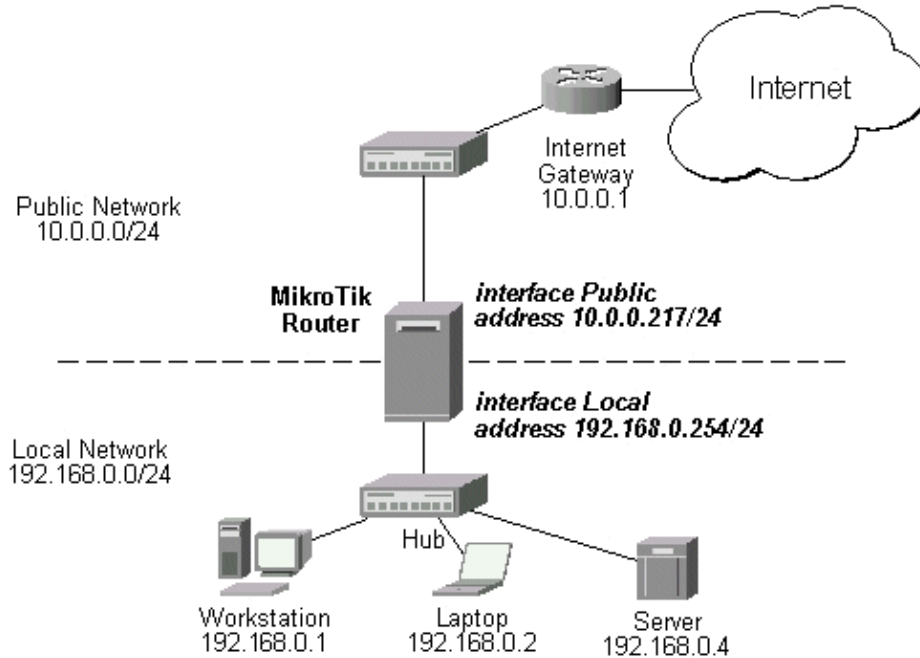 Internet
Internet
Gateway
10.0.0.1
Public Network
10.0.0.0/24
MikroTik
Router
interface Public
address 10.0.0.217/24
interface Local
address 192.168.0.254/24
Local Network
192.168.0.0/24
Hub
Workstation
192.168.0.1
Laptop
192.168.0.2
Server
192.168.0.4